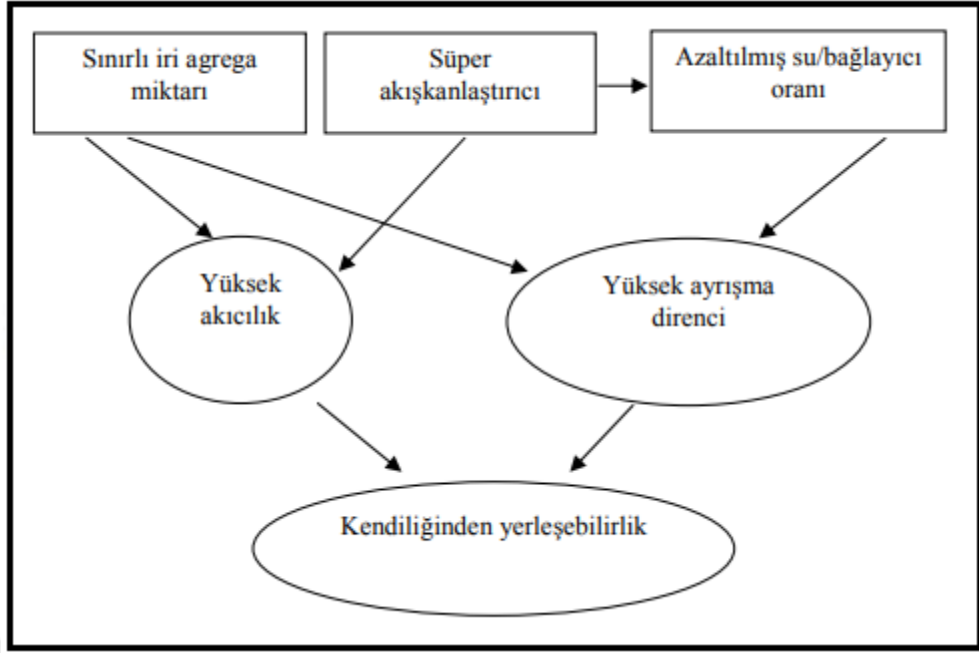 Sınırlı iri agrega
miktarı
Süper
akışkanlaştırıcı
Azaltılmış su/bağlayıcı
oranı
Yüksek
akıcılık
Yüksek ayrışma
direnci
Kendiliğinden yerleşebilirlik